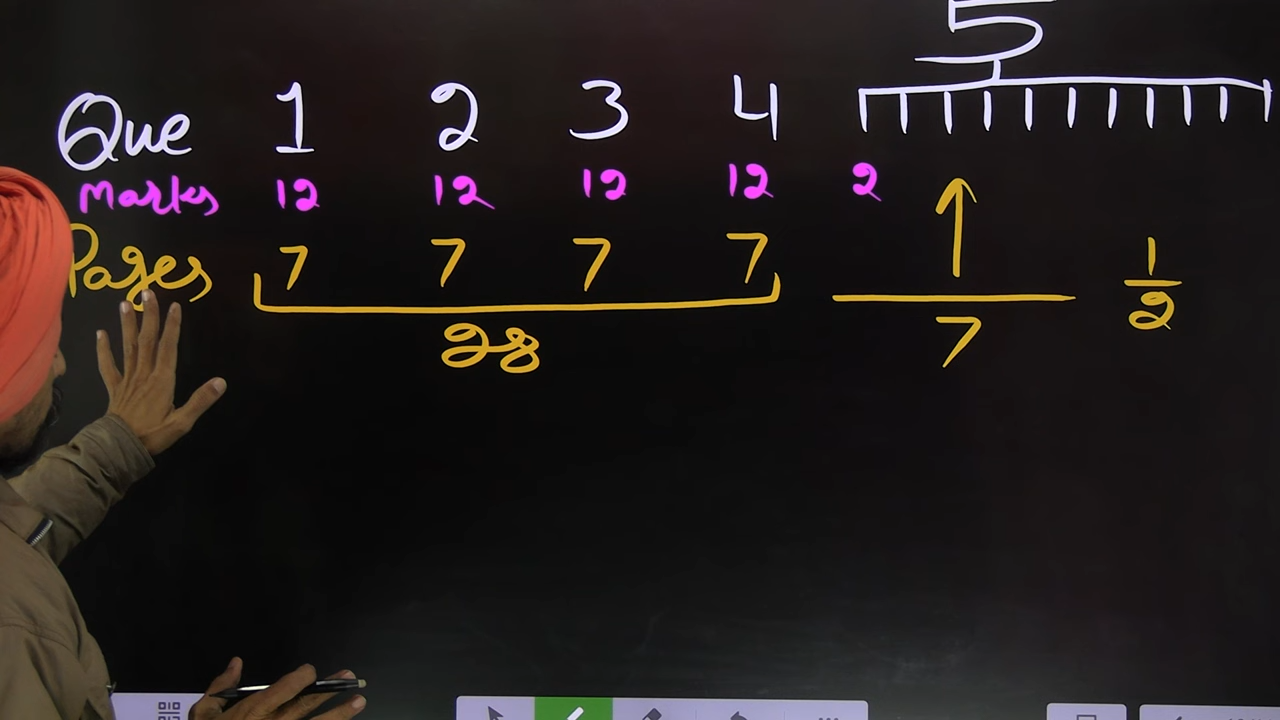 5
Que 1 2 3 4
Marks 12 12 12 12 2
Pages 7 7 7 7
28 7 1/2